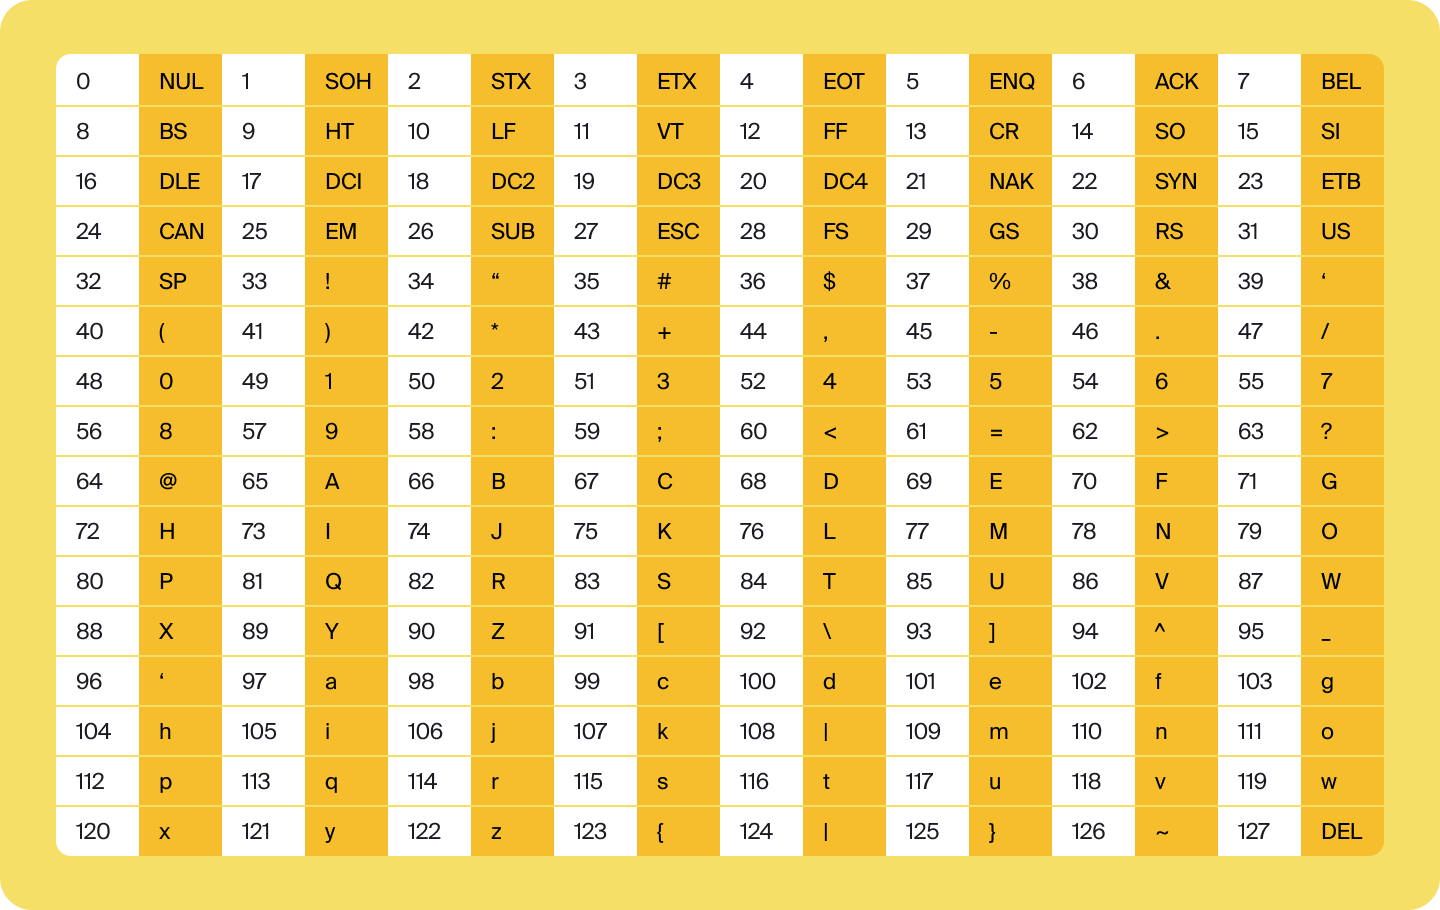 0 NUL 1 SOH 2 STX 3 ETX 4 EOT 5 ENQ 6 ACK 7 BEL
8 BS 9 HT 10 LF 11 VT 12 FF 13 CR 14 SO 15 SI
16 DLE 17 DCI 18 DC2 19 DC3 20 DC4 21 NAK 22 SYN 23 ETB
24 CAN 25 EM 26 SUB 27 ESC 28 FS 29 GS 30 RS 31 US
32 SP 33 ! 34 “ 35 # 36 $ 37 % 38 & 39 ‘
40 ( 41 ) 42 * 43 + 44 , 45 - 46 . 47 /
48 0 49 1 50 2 51 3 52 4 53 5 54 6 55 7
56 8 57 9 58 : 59 ; 60 < 61 = 62 > 63 ?
64 @ 65 A 66 B 67 C 68 D 69 E 70 F 71 G
72 H 73 I 74 J 75 K 76 L 77 M 78 N 79 O
80 P 81 Q 82 R 83 S 84 T 85 U 86 V 87 W
88 X 89 Y 90 Z 91 [ 92 \ 93 ] 94 ^ 95 _
96 ‘ 97 a 98 b 99 c 100 d 101 e 102 f 103 g
104 h 105 i 106 j 107 k 108 | 109 m 110 n 111 o
112 p 113 q 114 r 115 s 116 t 117 u 118 v 119 w
120 x 121 y 122 z 123 { 124 | 125 } 126 ~ 127 DEL